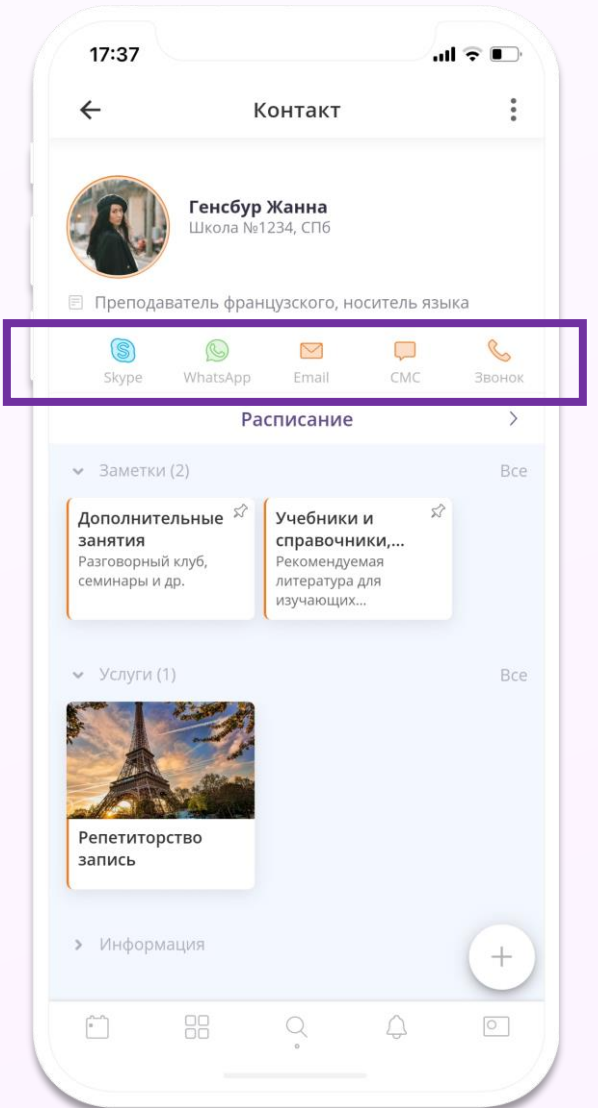 17:37
Контакт
Генсбур Жанна
Школа №1234, СПб
Преподаватель французского, носитель языка
Skype WhatsApp Email СМС Звонок
Расписание
Заметки (2) Все
Дополнительные
занятия
Разговорный клуб,
семинары и др.
Учебники и
справочники,...
Рекомендуемая
литература для
изучающих...
Услуги (1) Все
Репетиторство
запись
Информация